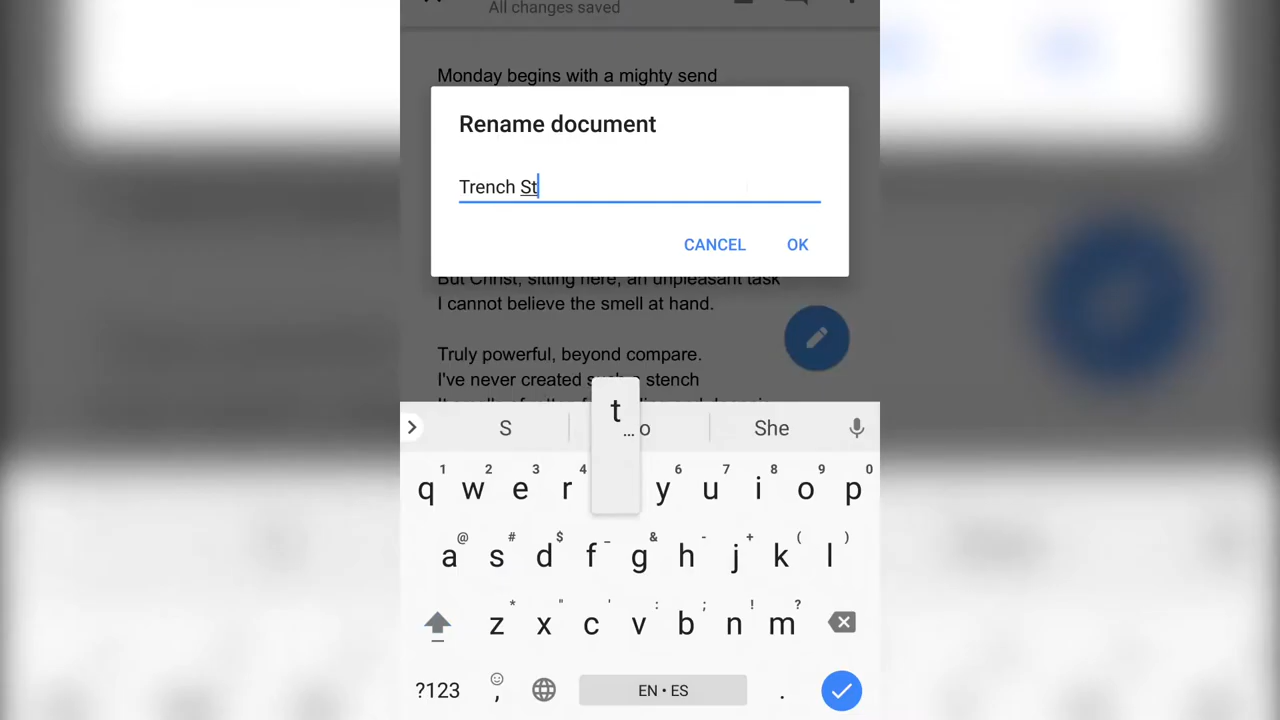 All changes saved
Monday begins with a mighty send
Rename document
Trench St
CANCEL OK
But Christ, sitting here, an unpleasant task
I cannot believe the smell at hand.
Truly powerful, beyond compare.
I've never created such a stench
t
...
S o She
1 2 3 4 6 7 8 9 0
q w e r y u i o p
@ # $ _ & - + ( )
a s d f g h j k l
* " ' : ; ! ?
z x c v b n m
?123 , EN • ES .